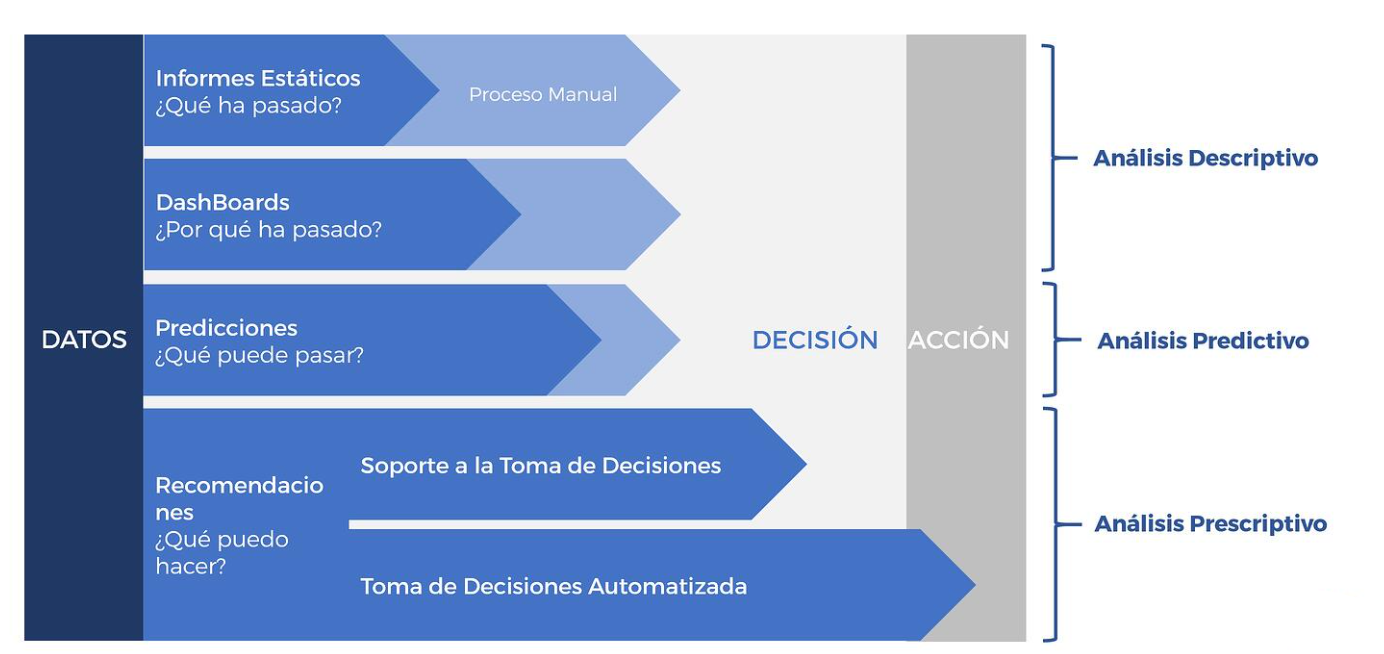 Informes Estáticos
¿Qué ha pasado?
Proceso Manual
Análisis Descriptivo
DashBoards
¿Por qué ha pasado?
DATOS
Predicciones
¿Qué puede pasar?
DECISIÓN
ACCIÓN
Análisis Predictivo
Recomendacio
nes
¿Qué puedo
hacer?
Soporte a la Toma de Decisiones
Toma de Decisiones Automatizada
Análisis Prescriptivo